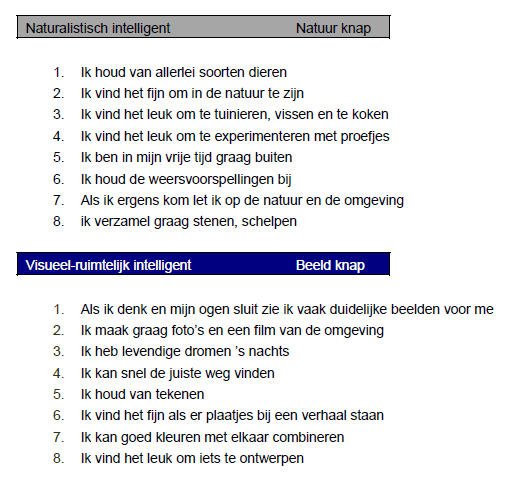 Naturalistisch intelligent Natuur knap
1. Ik houd van allerlei soorten dieren
2. Ik vind het fijn om in de natuur te zijn
3. Ik vind het leuk om te tuinieren, vissen en te koken
4. Ik vind het leuk om te experimenteren met proefjes
5. Ik ben in mijn vrije tijd graag buiten
6. Ik houd de weersvoorspellingen bij
7. Als ik ergens kom let ik op de natuur en de omgeving
8. ik verzamel graag stenen, schelpen
Visueel-ruimtelijk intelligent Beeld knap
1. Als ik denk en mijn ogen sluit zie ik vaak duidelijke beelden voor me
2. Ik maak graag foto’s en een film van de omgeving
3. Ik heb levendige dromen ’s nachts
4. Ik kan snel de juiste weg vinden
5. Ik houd van tekenen
6. Ik vind het fijn als er plaatjes bij een verhaal staan
7. Ik kan goed kleuren met elkaar combineren
8. Ik vind het leuk om iets te ontwerpen